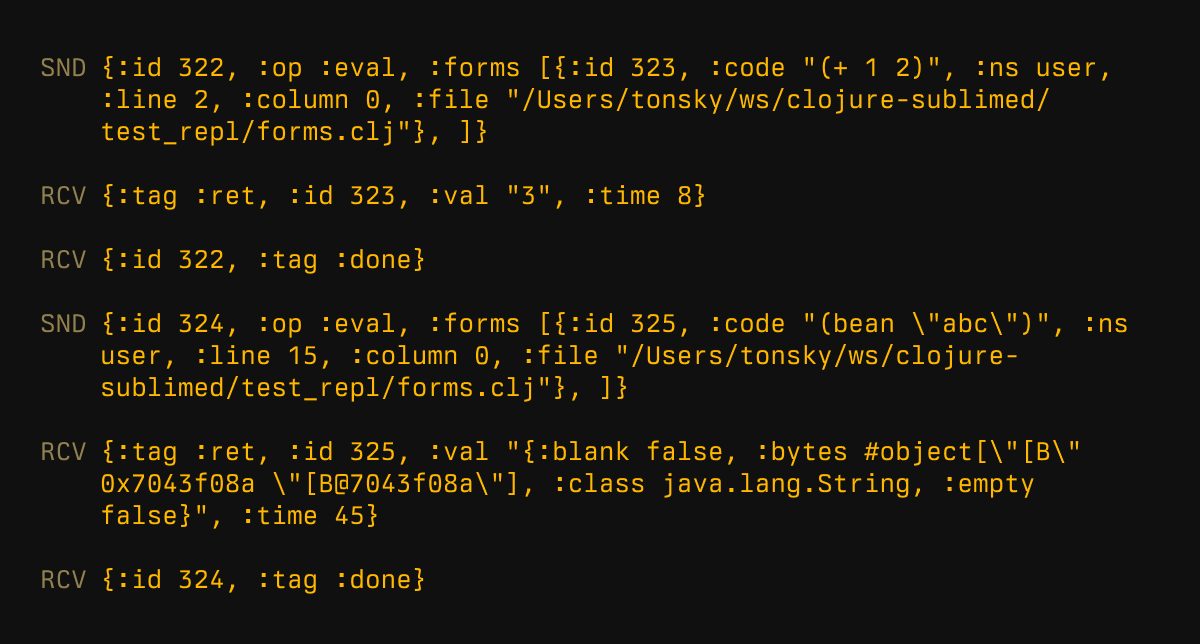 SND {:id 322, :op :eval, :forms [{:id 323, :code "(+ 1 2)", :ns user,
:line 2, :column 0, :file "/Users/tonsky/ws/clojure-sublimed/
test_repl/forms.clj"}, ]}
RCV {:tag :ret, :id 323, :val "3", :time 8}
RCV {:id 322, :tag :done}
SND {:id 324, :op :eval, :forms [{:id 325, :code "(bean \"abc\")", :ns
user, :line 15, :column 0, :file "/Users/tonsky/ws/clojure-
sublimed/test_repl/forms.clj"}, ]}
RCV {:tag :ret, :id 325, :val "{:blank false, :bytes #object[\"[B\"
0x7043f08a \"[B@7043f08a\"], :class java.lang.String, :empty
false}", :time 45}
RCV {:id 324, :tag :done}